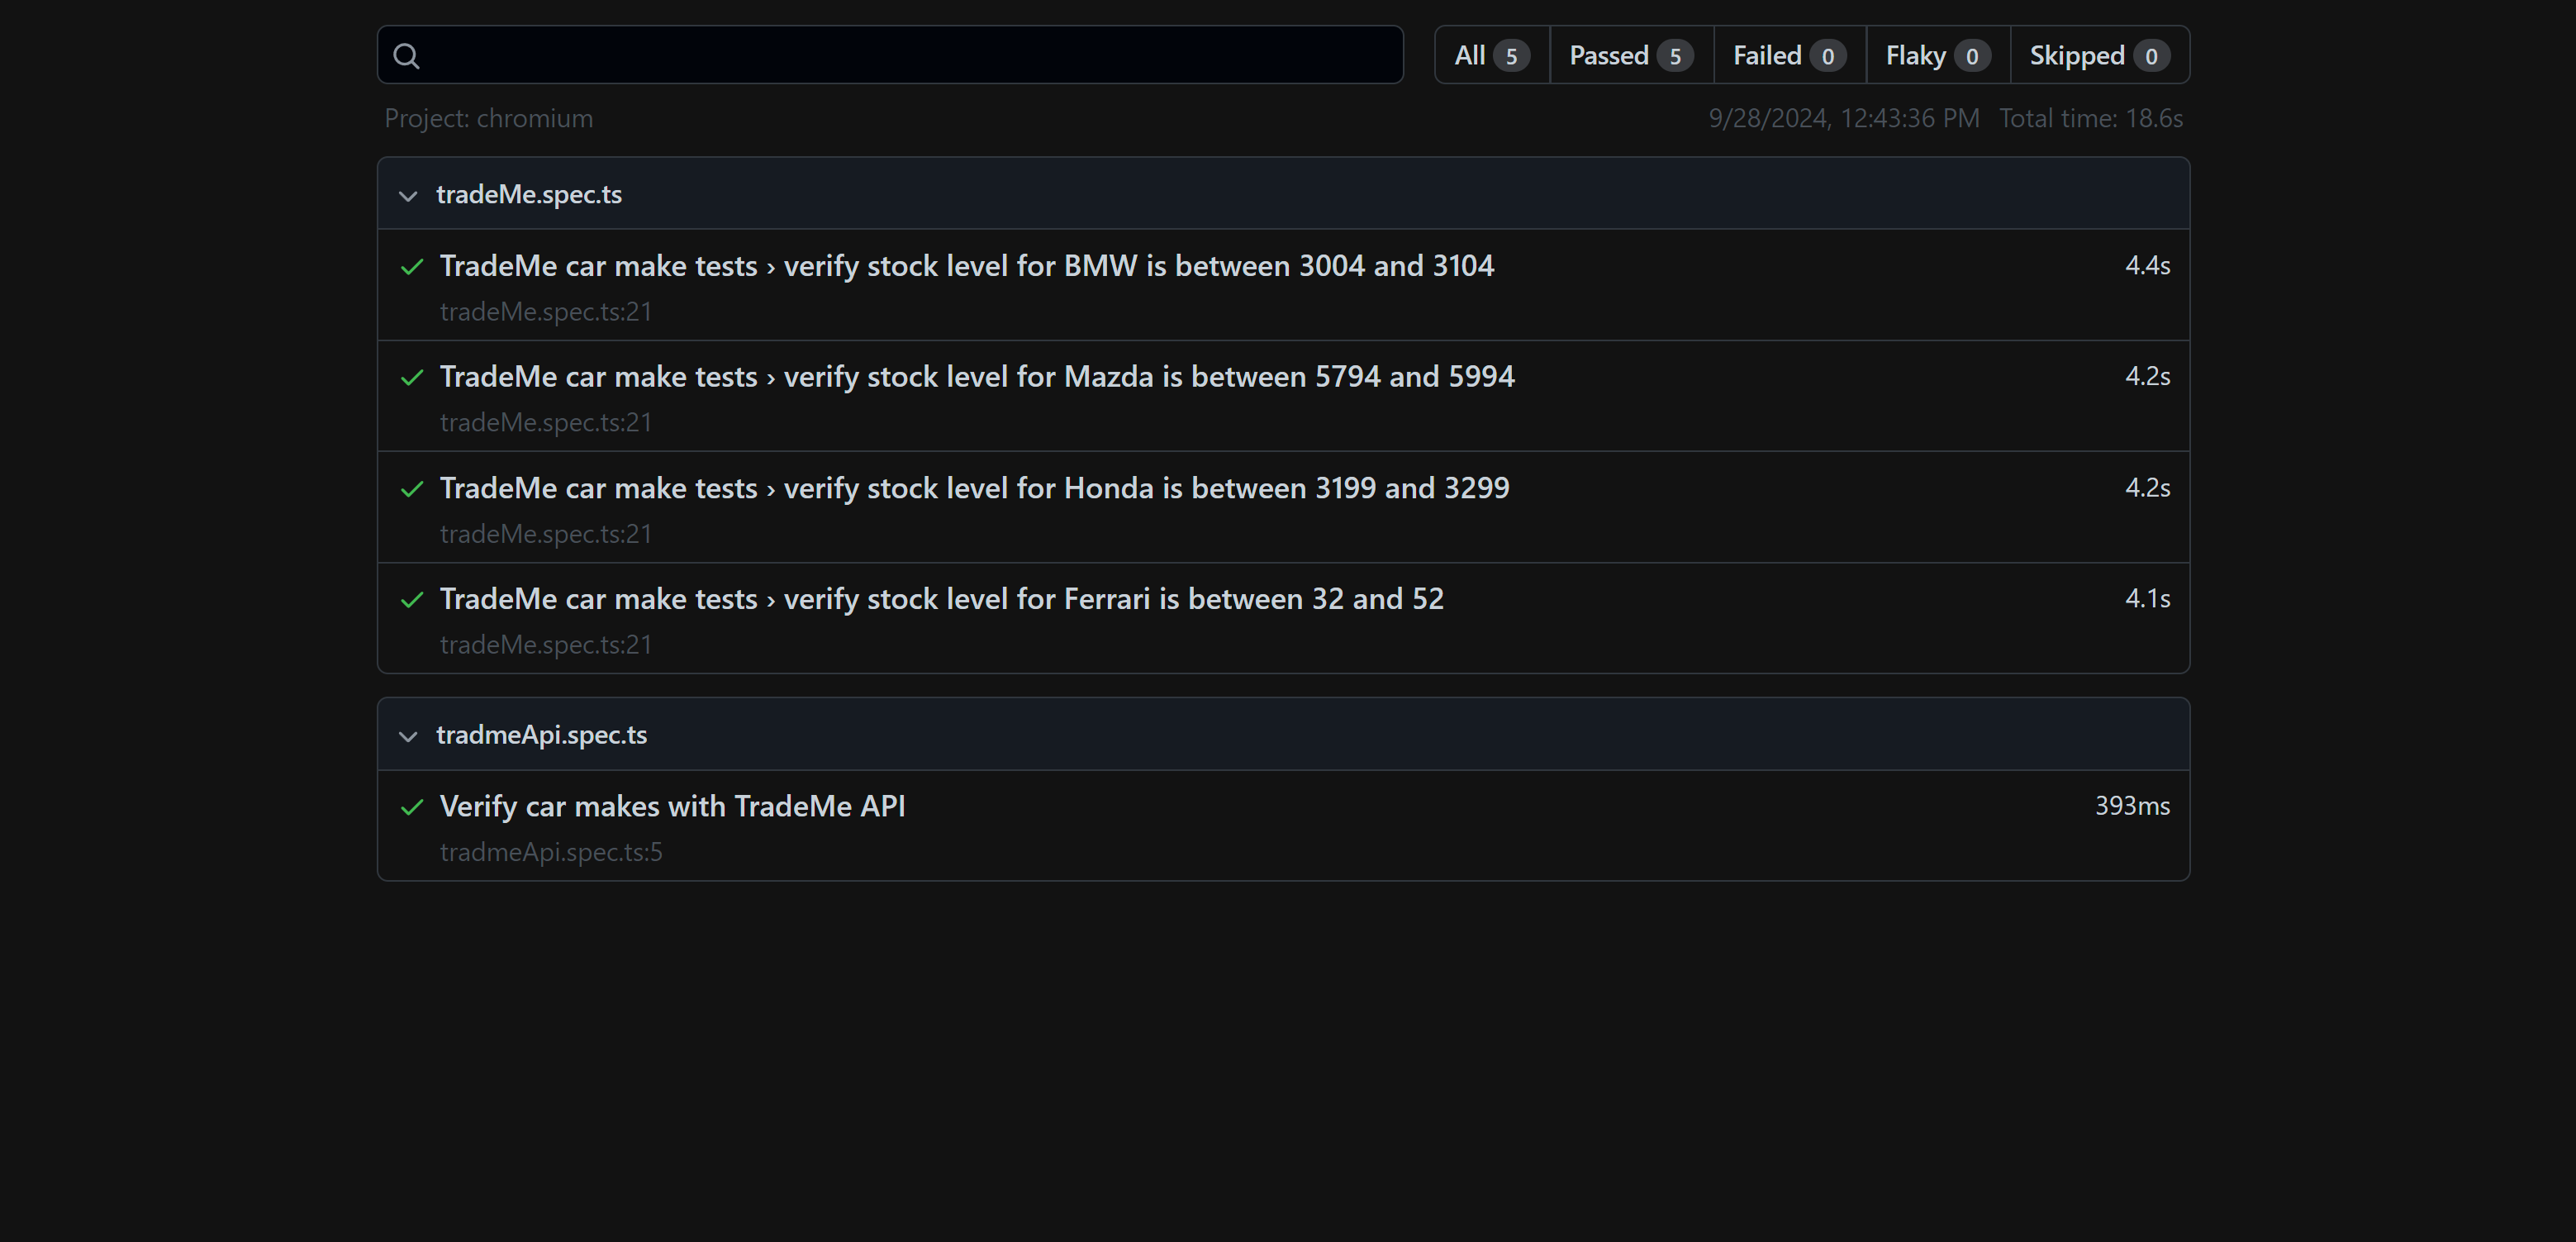 All 5 Passed 5 Failed 0 Flaky 0 Skipped 0
Project: chromium 9/28/2024, 12:43:36 PM Total time: 18.6s
tradeMe.spec.ts
TradeMe car make tests › verify stock level for BMW is between 3004 and 3104 4.4s
tradeMe.spec.ts:21
TradeMe car make tests › verify stock level for Mazda is between 5794 and 5994 4.2s
tradeMe.spec.ts:21
TradeMe car make tests › verify stock level for Honda is between 3199 and 3299 4.2s
tradeMe.spec.ts:21
TradeMe car make tests › verify stock level for Ferrari is between 32 and 52 4.1s
tradeMe.spec.ts:21
tradmeApi.spec.ts
Verify car makes with TradeMe API 393ms
tradmeApi.spec.ts:5